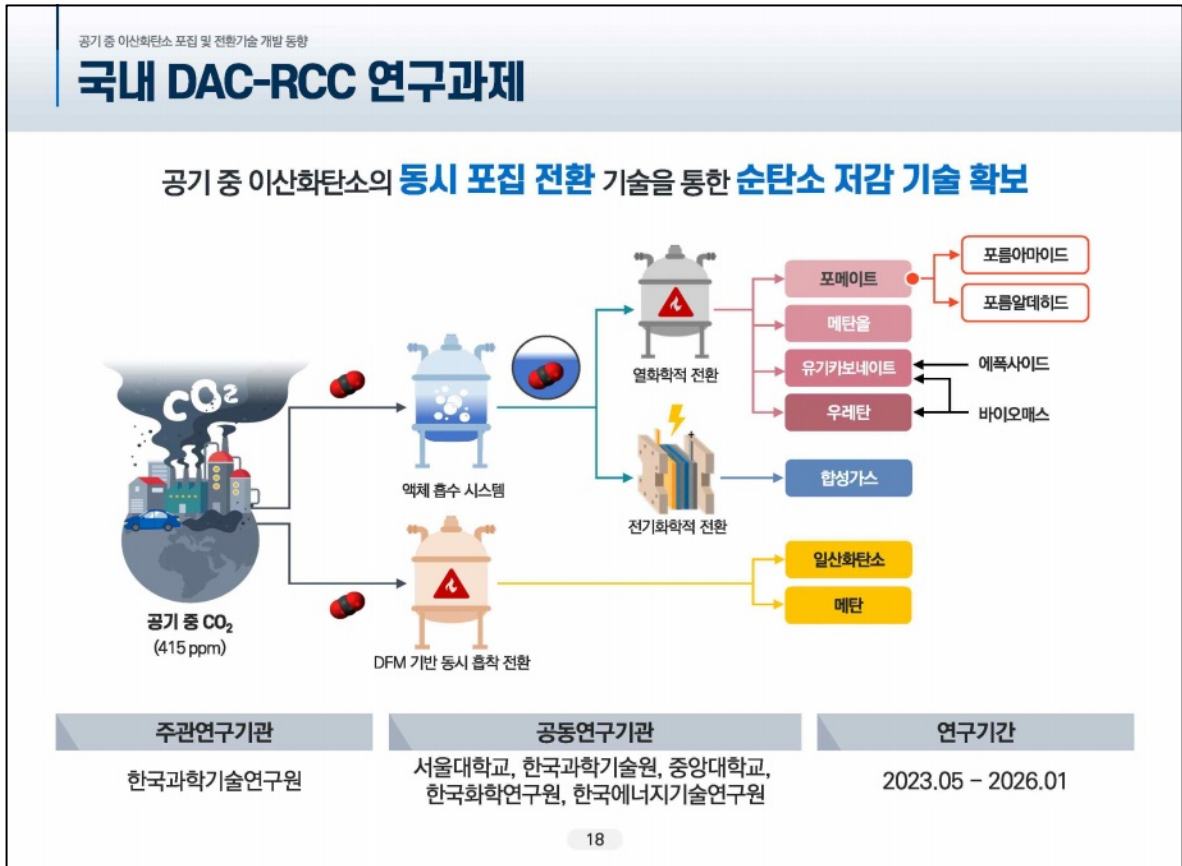 공기 중 이산화탄소 포집 및 전환기술 개발 동향
국내 DAC-RCC 연구과제
공기 중 이산화탄소의 동시 포집 전환 기술을 통한 순탄소 저감 기술 확보
CO2
공기 중 CO₂
(415 ppm)
액체 흡수 시스템
DFM 기반 동시 흡착 전환
열화학적 전환
전기화학적 전환
+
포메이트
메탄올
유기카보네이트
우레탄
합성가스
일산화탄소
메탄
포름아마이드
포름알데히드
에폭사이드
바이오매스
주관연구기관
한국과학기술연구원
공동연구기관
서울대학교, 한국과학기술원, 중앙대학교,
한국화학연구원, 한국에너지기술연구원
연구기간
2023.05 – 2026.01
18